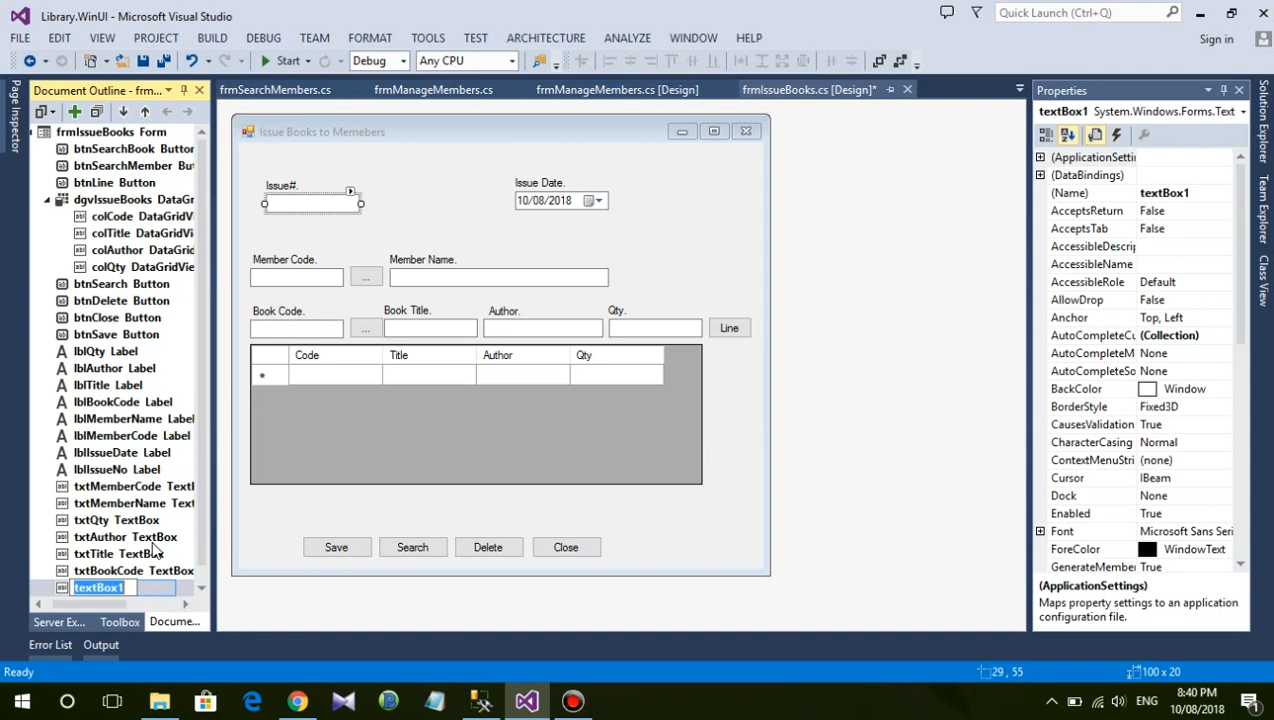 Library.WinUI - Microsoft Visual Studio
Quick Launch (Ctrl+Q)
FILE EDIT VIEW PROJECT BUILD DEBUG TEAM FORMAT TOOLS TEST ARCHITECTURE ANALYZE WINDOW HELP
Sign in
Start Debug Any CPU
Page Inspector
Document Outline - frm...
frmIssueBooks Form
btnSearchBook Button
btnSearchMember Bu
btnLine Button
dgvIssueBooks DataGr
colCode DataGridV
colTitle DataGridVi
colAuthor DataGrid
colQty DataGridVie
btnSearch Button
btnDelete Button
btnClose Button
btnSave Button
lblQty Label
lblAuthor Label
lblTitle Label
lblBookCode Label
lblMemberName Labe
lblMemberCode Label
lblIssueDate Label
lblIssueNo Label
txtMemberCode Text
txtMemberName Text
txtQty TextBox
txtAuthor TextBox
txtTitle TextBox
txtBookCode TextBox
textBox1
Server Ex... Toolbox Docume...
Error List Output
frmSearchMembers.cs frmManageMembers.cs frmManageMembers.cs [Design] frmIssueBooks.cs [Design]*
Issue Books to Memebers
Issue#. Issue Date.
10/08/2018
Member Code. Member Name.
...
Book Code. Book Title. Author. Qty.
... Line
Code Title Author Qty
*
Save Search Delete Close
Properties
textBox1 System.Windows.Forms.Text
(ApplicationSetti
(DataBindings)
(Name) textBox1
AcceptsReturn False
AcceptsTab False
AccessibleDescrip
AccessibleName
AccessibleRole Default
AllowDrop False
Anchor Top, Left
AutoCompleteCu (Collection)
AutoCompleteM None
AutoCompleteSo None
BackColor Window
BorderStyle Fixed3D
CausesValidation True
CharacterCasing Normal
ContextMenuStri (none)
Cursor IBeam
Dock None
Enabled True
Font Microsoft Sans Seri
ForeColor WindowText
GenerateMember True
(ApplicationSettings)
Maps property settings to an application
configuration file.
Solution Explorer
Team Explorer
Class View
Ready 29 , 55 100 x 20
ENG
8:40 PM
10/08/2018
1